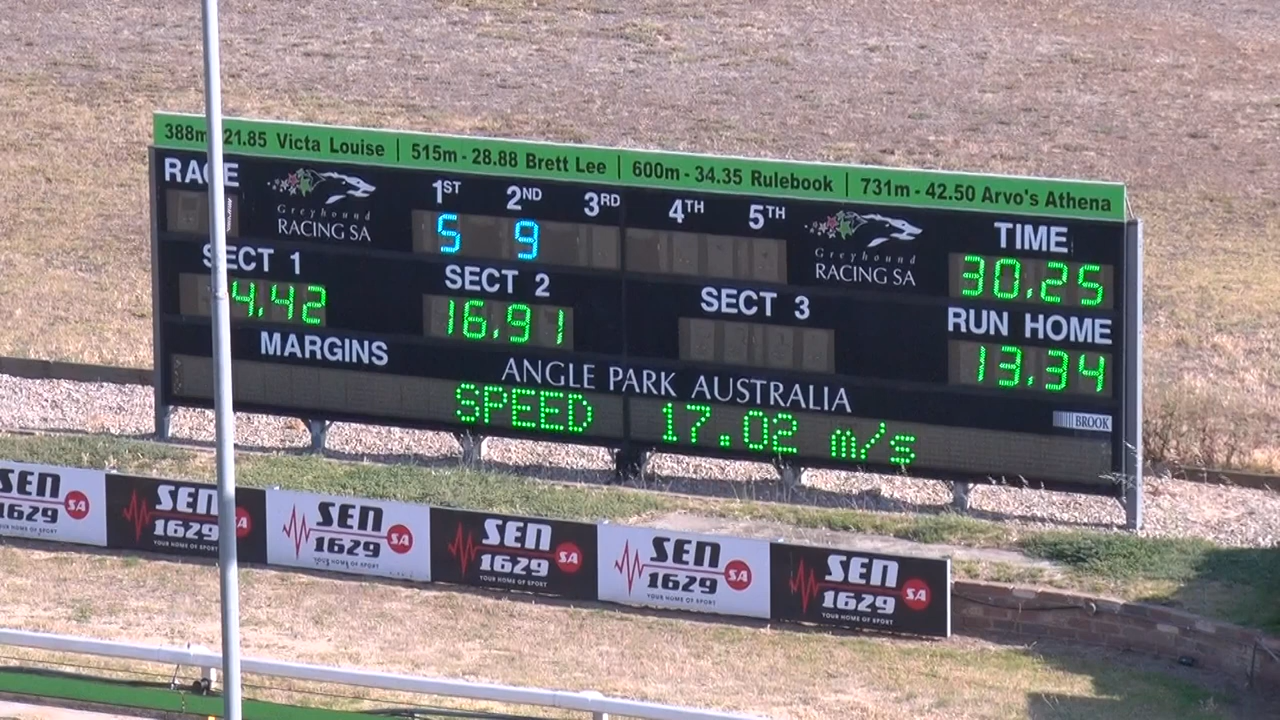 388m - 21.85 Victa Louise | 515m - 28.88 Brett Lee | 600m - 34.35 Rulebook | 731m - 42.50 Arvo's Athena
RACE
Greyhound
RACING SA
1ST 2ND 3RD 4TH 5TH
5 9
Greyhound
RACING SA
TIME
30.25
SECT 1
4.42
SECT 2
16.91
SECT 3
RUN HOME
13.34
MARGINS
ANGLE PARK AUSTRALIA
BROOK
SPEED 17.02 m/s
SEN SA
1629
YOUR HOME OF SPORT
SEN SA
1629
YOUR HOME OF SPORT
SEN SA
1629
YOUR HOME OF SPORT
SEN SA
1629
YOUR HOME OF SPORT
SEN SA
1629
YOUR HOME OF SPORT
SEN SA
1629
YOUR HOME OF SPORT